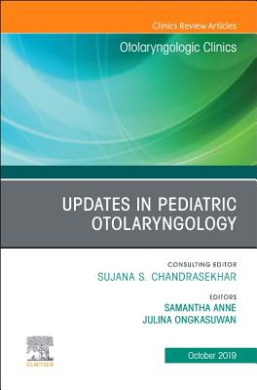 Clinics Review Articles
Otolaryngologic Clinics
UPDATES IN PEDIATRIC
OTOLARYNGOLOGY
CONSULTING EDITOR
SUJANA S. CHANDRASEKHAR
EDITORS
SAMANTHA ANNE
JULINA ONGKASUWAN
ELSEVIER
October 2019